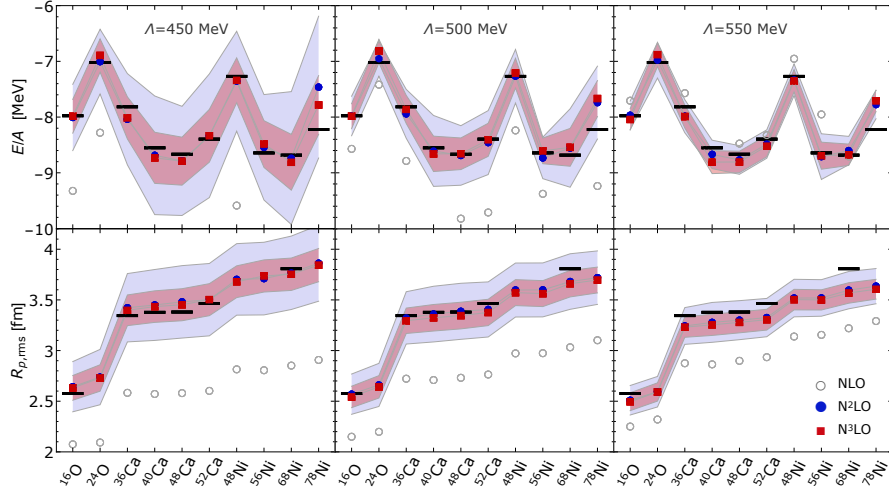 Λ=450 MeV
Λ=500 MeV
Λ=550 MeV
E/A [MeV]
−6
−7
−8
−9
−10
R_{p,rms} [fm]
4
3.5
3
2.5
2
NLO
N²LO
N³LO
16O 24O 36Ca 40Ca 48Ca 52Ca 48Ni 56Ni 68Ni 78Ni
16O 24O 36Ca 40Ca 48Ca 52Ca 48Ni 56Ni 68Ni 78Ni
16O 24O 36Ca 40Ca 48Ca 52Ca 48Ni 56Ni 68Ni 78Ni